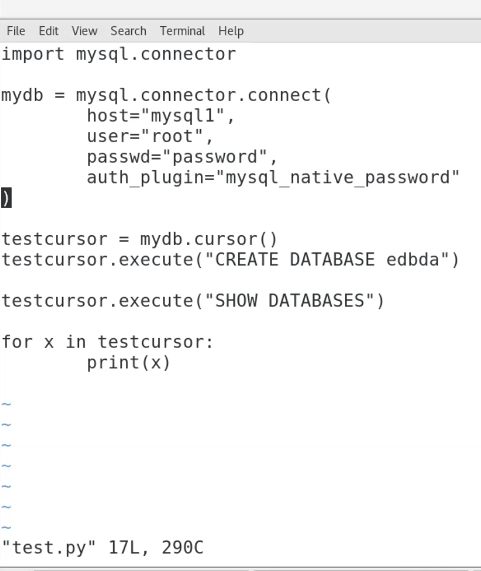 File Edit View Search Terminal Help
import mysql.connector

mydb = mysql.connector.connect(
        host="mysql1",
        user="root",
        passwd="password",
        auth_plugin="mysql_native_password"
)

testcursor = mydb.cursor()
testcursor.execute("CREATE DATABASE edbda")

testcursor.execute("SHOW DATABASES")

for x in testcursor:
        print(x)

~
~
~
~
~
~
~
"test.py" 17L, 290C